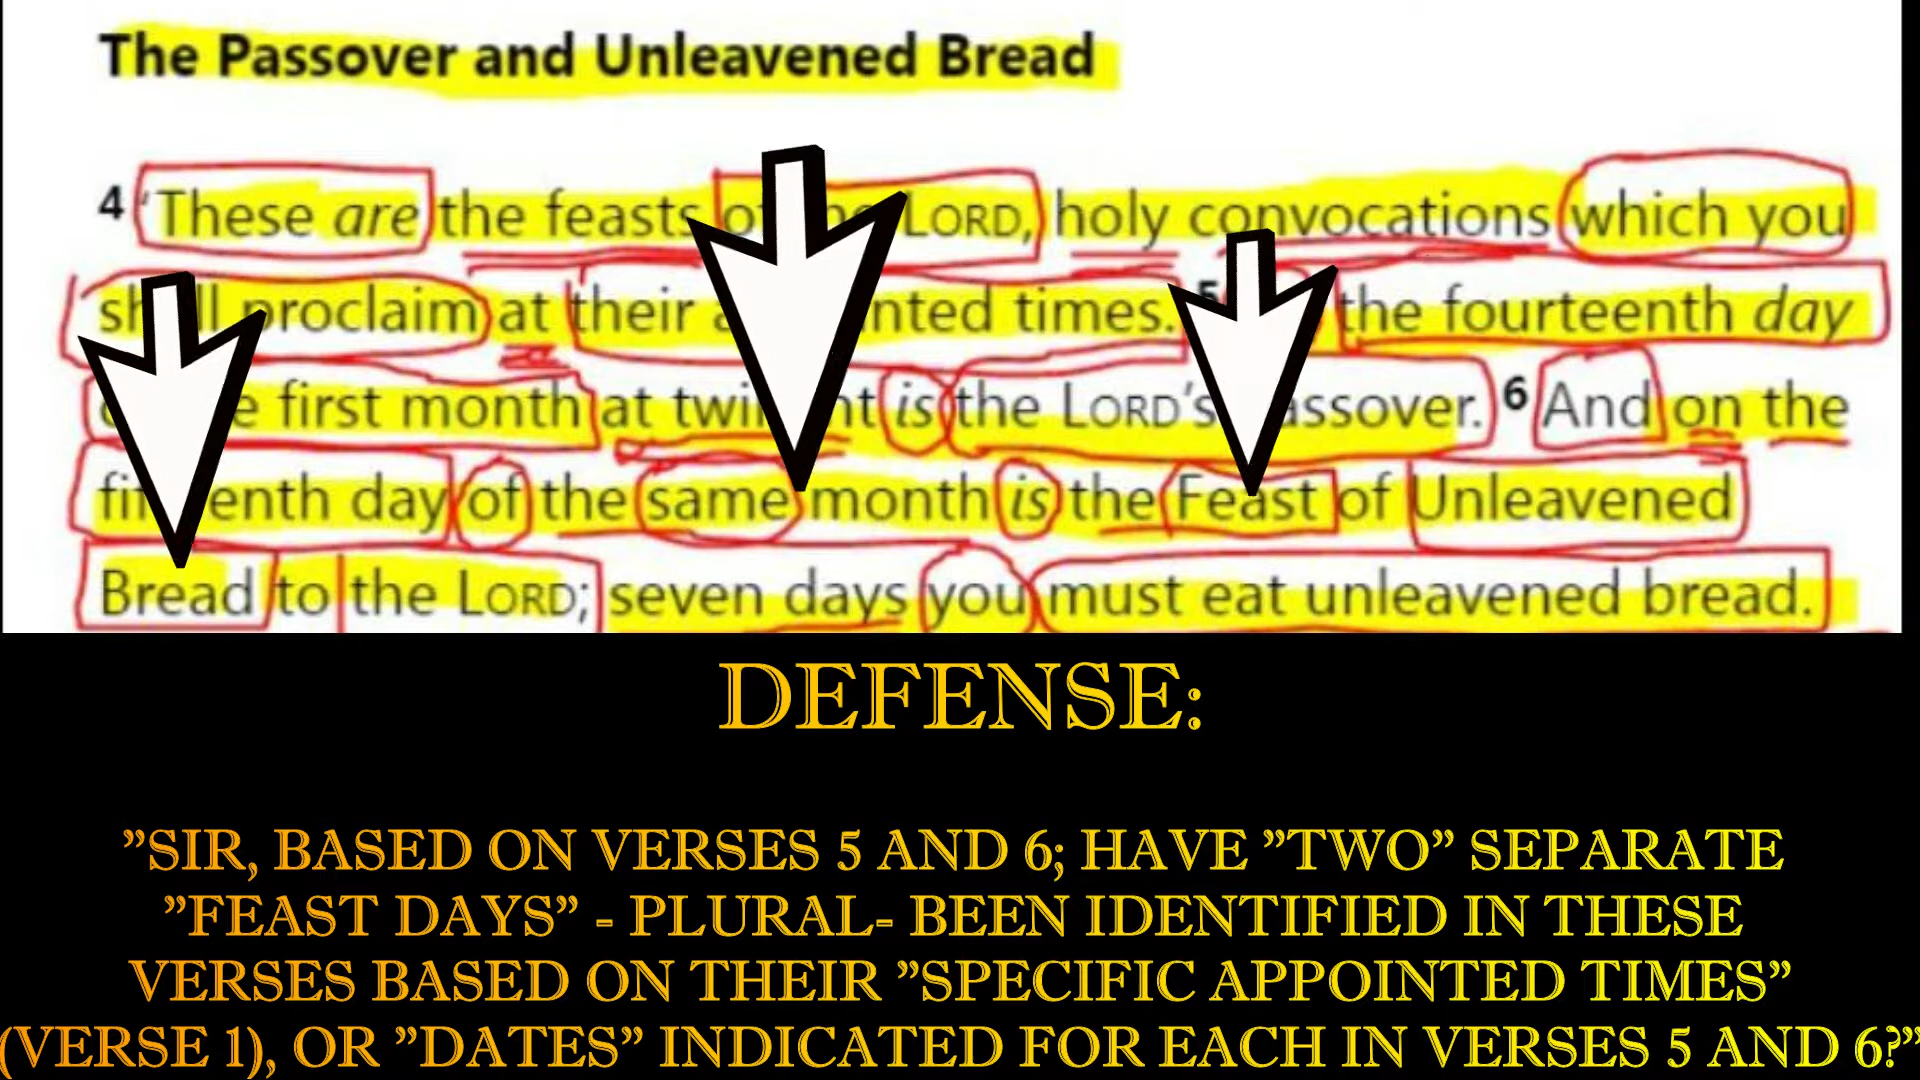 The Passover and Unleavened Bread
4 'These are the feasts of the LORD, holy convocations which you
shall proclaim at their appointed times. 5 the fourteenth day
first month at twilight is the LORD's Passover. 6 And on the
fifteenth day of the same month is the Feast of Unleavened
Bread to the LORD; seven days you must eat unleavened bread.
DEFENSE:
"SIR, BASED ON VERSES 5 AND 6; HAVE "TWO" SEPARATE
"FEAST DAYS" - PLURAL- BEEN IDENTIFIED IN THESE
VERSES BASED ON THEIR "SPECIFIC APPOINTED TIMES"
(VERSE 1), OR "DATES" INDICATED FOR EACH IN VERSES 5 AND 6?"